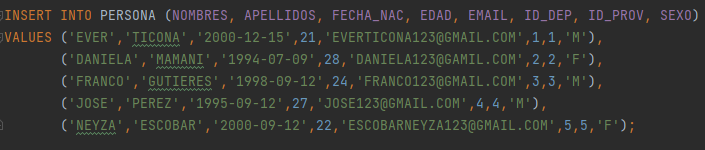 INSERT INTO PERSONA (NOMBRES, APELLIDOS, FECHA_NAC, EDAD, EMAIL, ID_DEP, ID_PROV, SEXO)
VALUES ('EVER','TICONA','2000-12-15',21,'EVERTICONA123@GMAIL.COM',1,1,'M'),
('DANIELA','MAMANI','1994-07-09',28,'DANIELA123@GAMIL.COM',2,2,'F'),
('FRANCO','GUTIERES','1998-09-12',24,'FRANCO123@GMAIL.COM',3,3,'M'),
('JOSE','PEREZ','1995-09-12',27,'JOSE123@GMAIL.COM',4,4,'M'),
('NEYZA','ESCOBAR','2000-09-12',22,'ESCOBARNEYZA123@GMAIL.COM',5,5,'F');